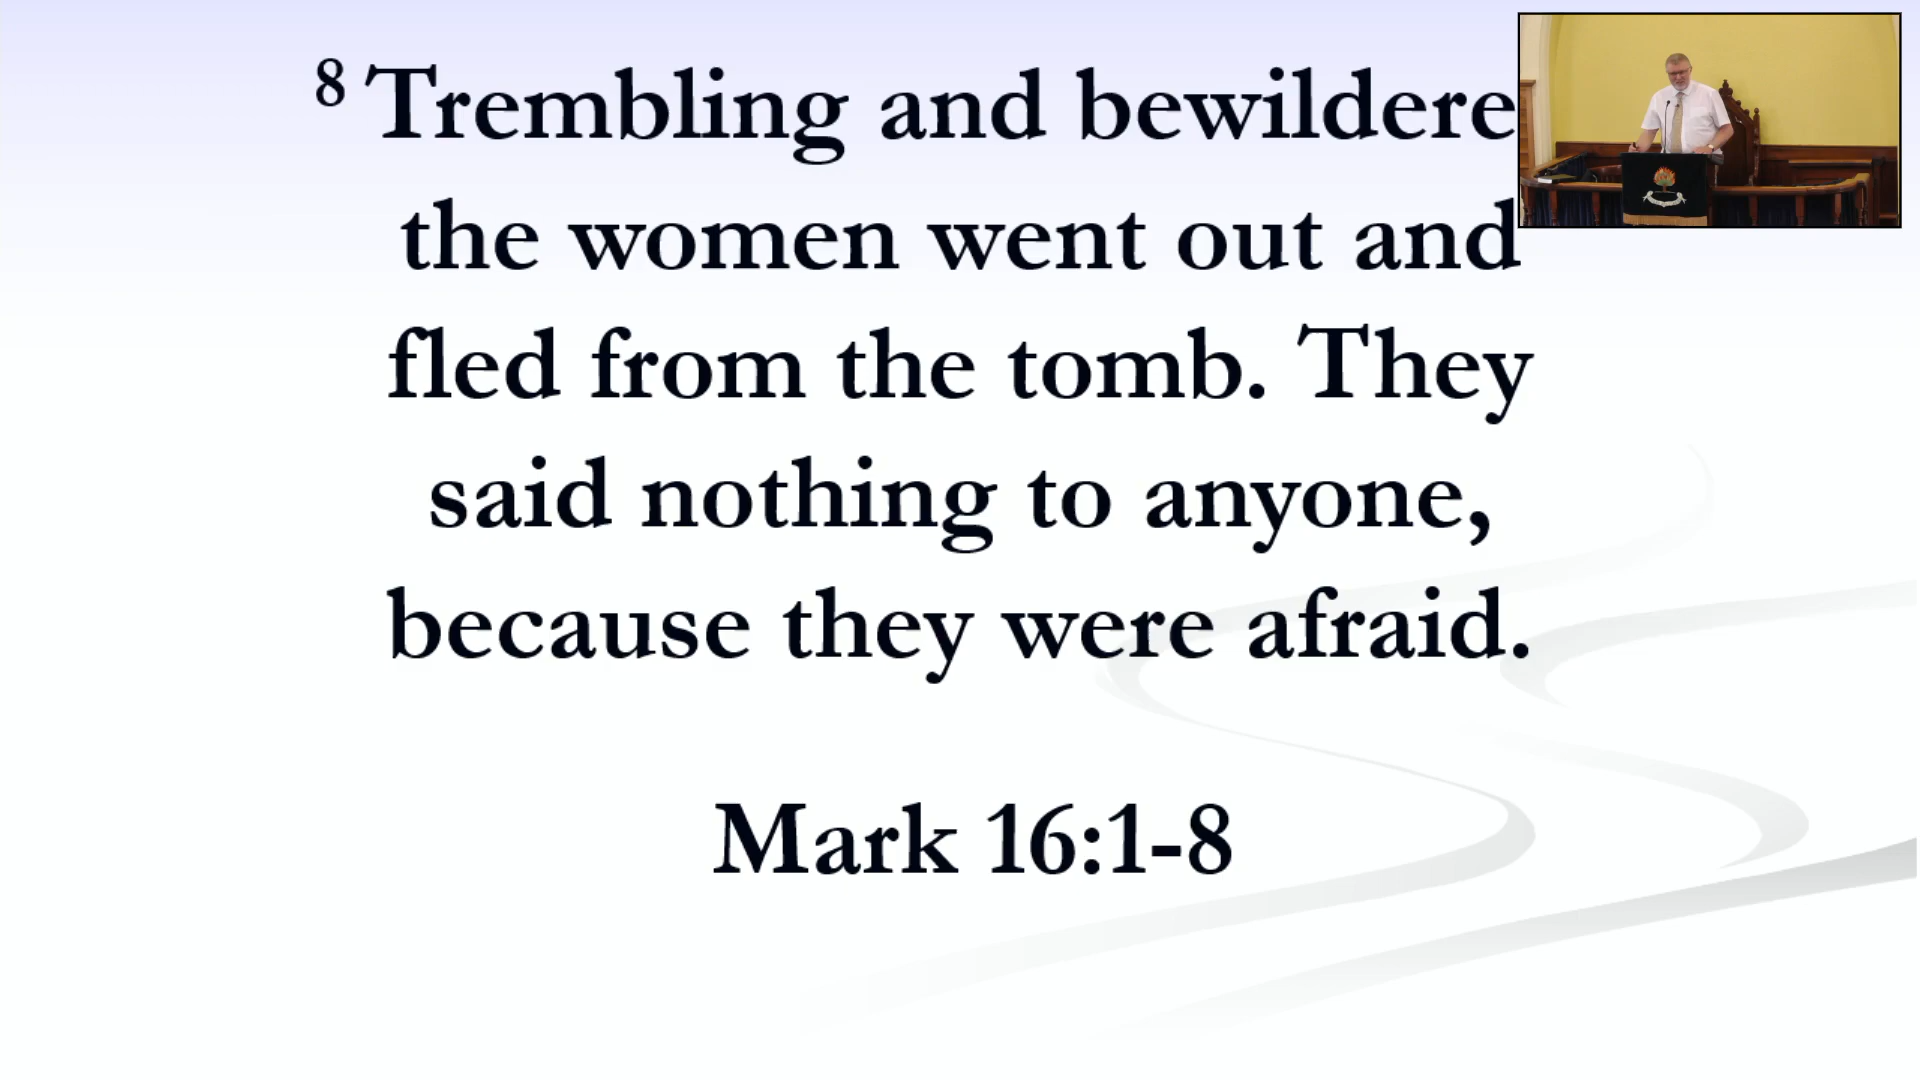 8 Trembling and bewildere
the women went out and
fled from the tomb. They
said nothing to anyone,
because they were afraid.
Mark 16:1-8